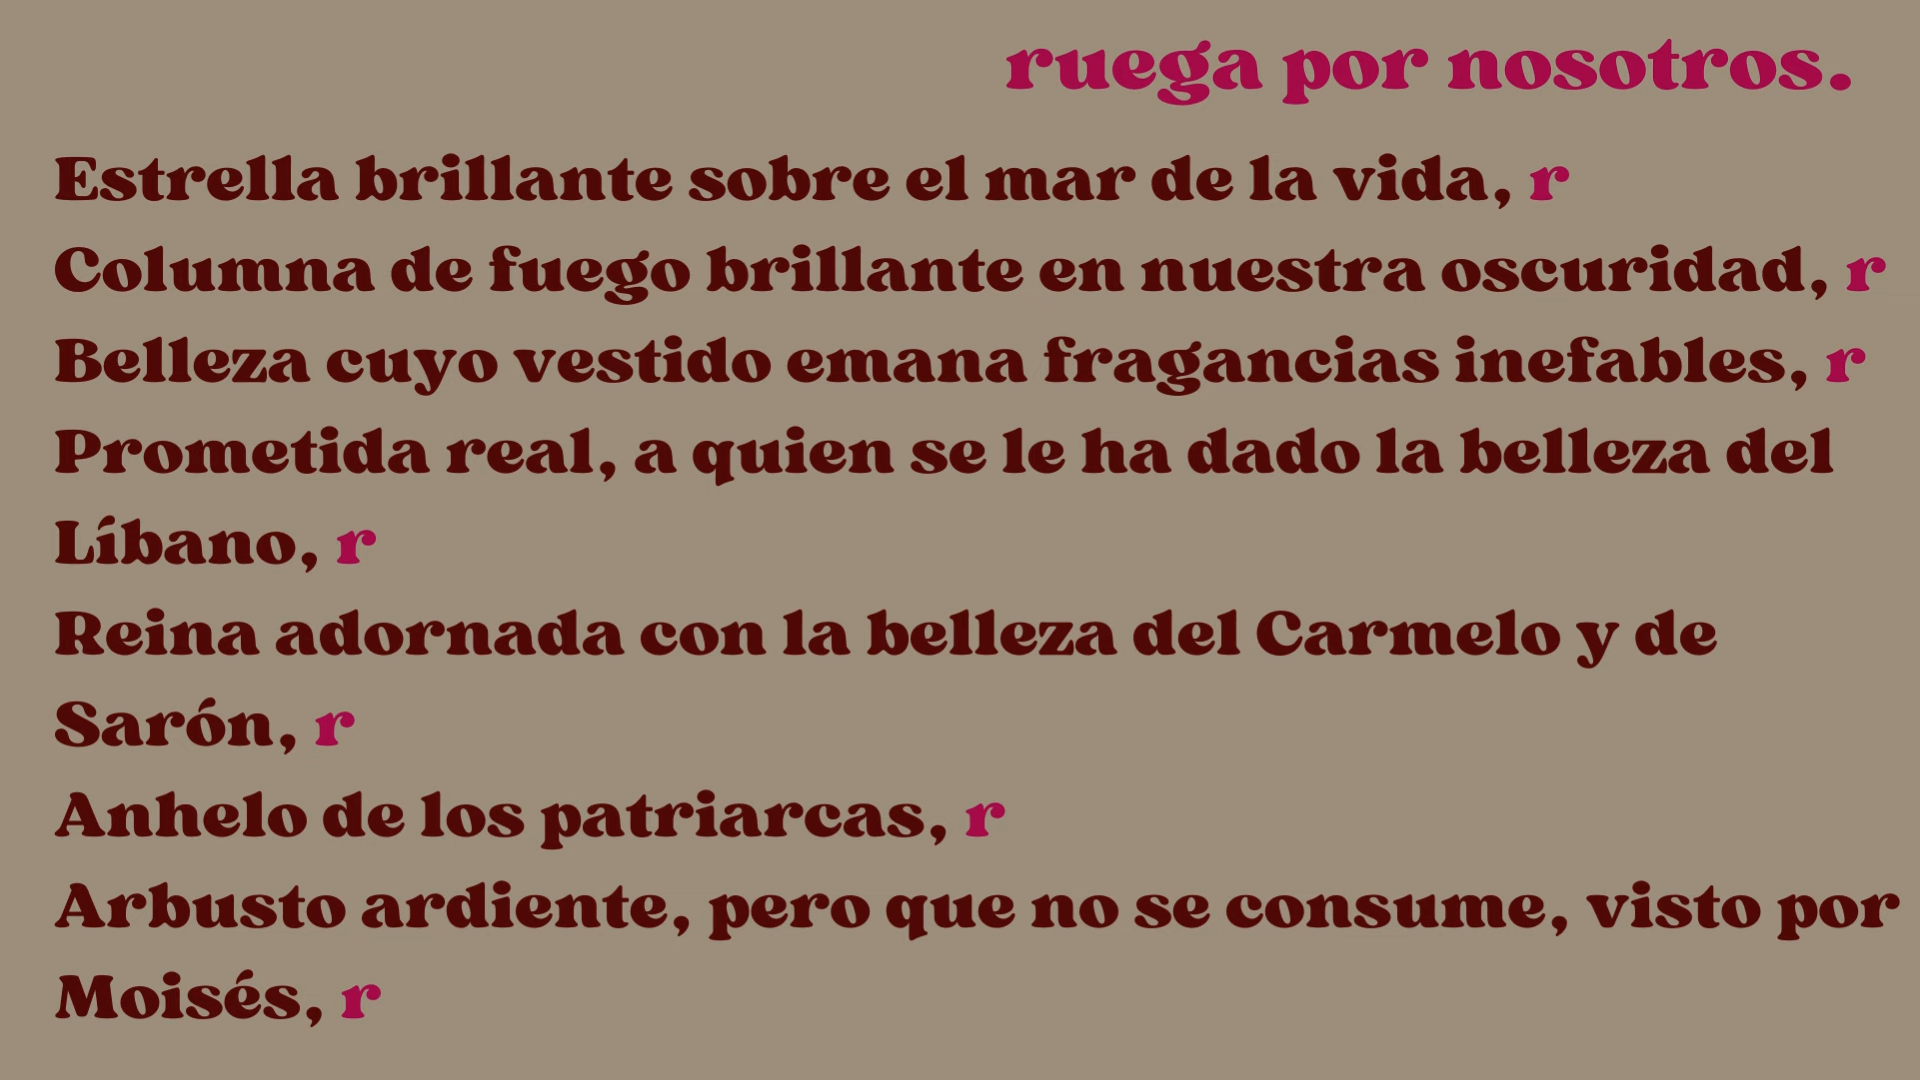 ruega por nosotros.
Estrella brillante sobre el mar de la vida, r
Columna de fuego brillante en nuestra oscuridad, r
Belleza cuyo vestido emana fragancias inefables, r
Prometida real, a quien se le ha dado la belleza del
Líbano, r
Reina adornada con la belleza del Carmelo y de
Sarón, r
Anhelo de los patriarcas, r
Arbusto ardiente, pero que no se consume, visto por
Moisés, r